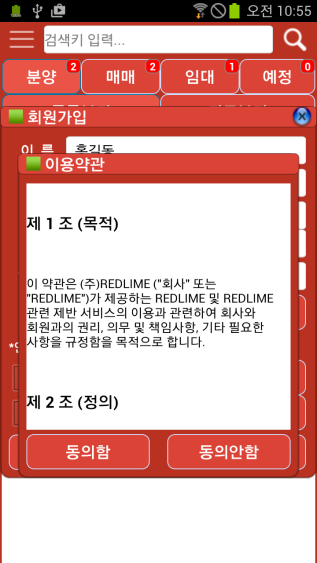 오전 10:55
검색키 입력...
분양 2 매매 2 임대 1 예정 0
회원가입
이 름 홍길동
이용약관
제 1 조 (목적)
이 약관은 (주)REDLIME ("회사" 또는
"REDLIME")가 제공하는 REDLIME 및 REDLIME
관련 제반 서비스의 이용과 관련하여 회사와
회원과의 권리, 의무 및 책임사항, 기타 필요한
사항을 규정함을 목적으로 합니다.
제 2 조 (정의)
동의함 동의안함